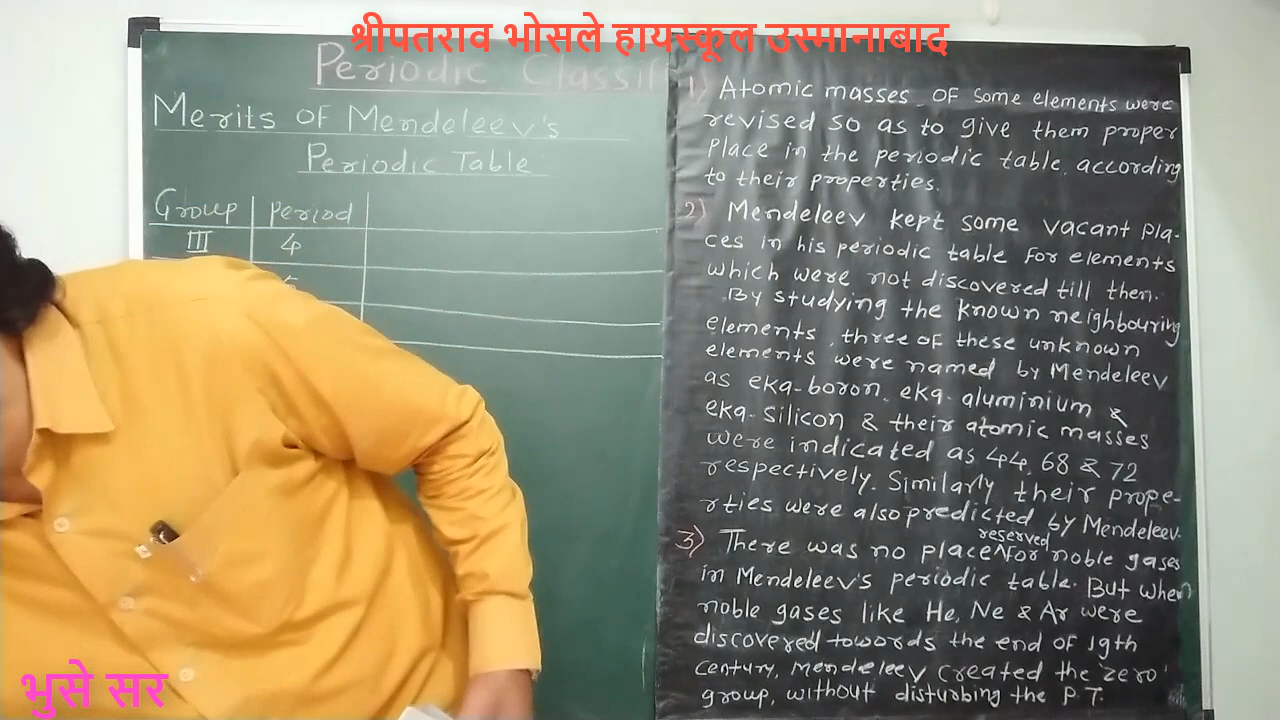 श्रीपतराव भोसले हायस्कूल उस्मानाबाद
Periodic Classif
Merits OF Mendeleev's
Periodic Table
Group period
III 4
1) Atomic masses OF some elements were
revised so as to give them proper
place in the periodic table according
to their properties.
2) Mendeleev kept some vacant pla-
ces in his periodic table for elements
which were not discovered till then.
By studying the known neighbouring
elements, three of these unknown
elements were named by Mendeleev
as eka-boron, eka-aluminium &
eka-silicon & their atomic masses
were indicated as 44, 68 & 72
respectively. Similarly their prope-
rties were also predicted by Mendeleev.
3) There was no place reserved for noble gases
in Mendeleev's periodic table. But when
noble gases like He, Ne & Ar were
discovered towards the end of 19th
century, Mendeleev created the 'zero'
group, without disturbing the P.T.
भुसे सर